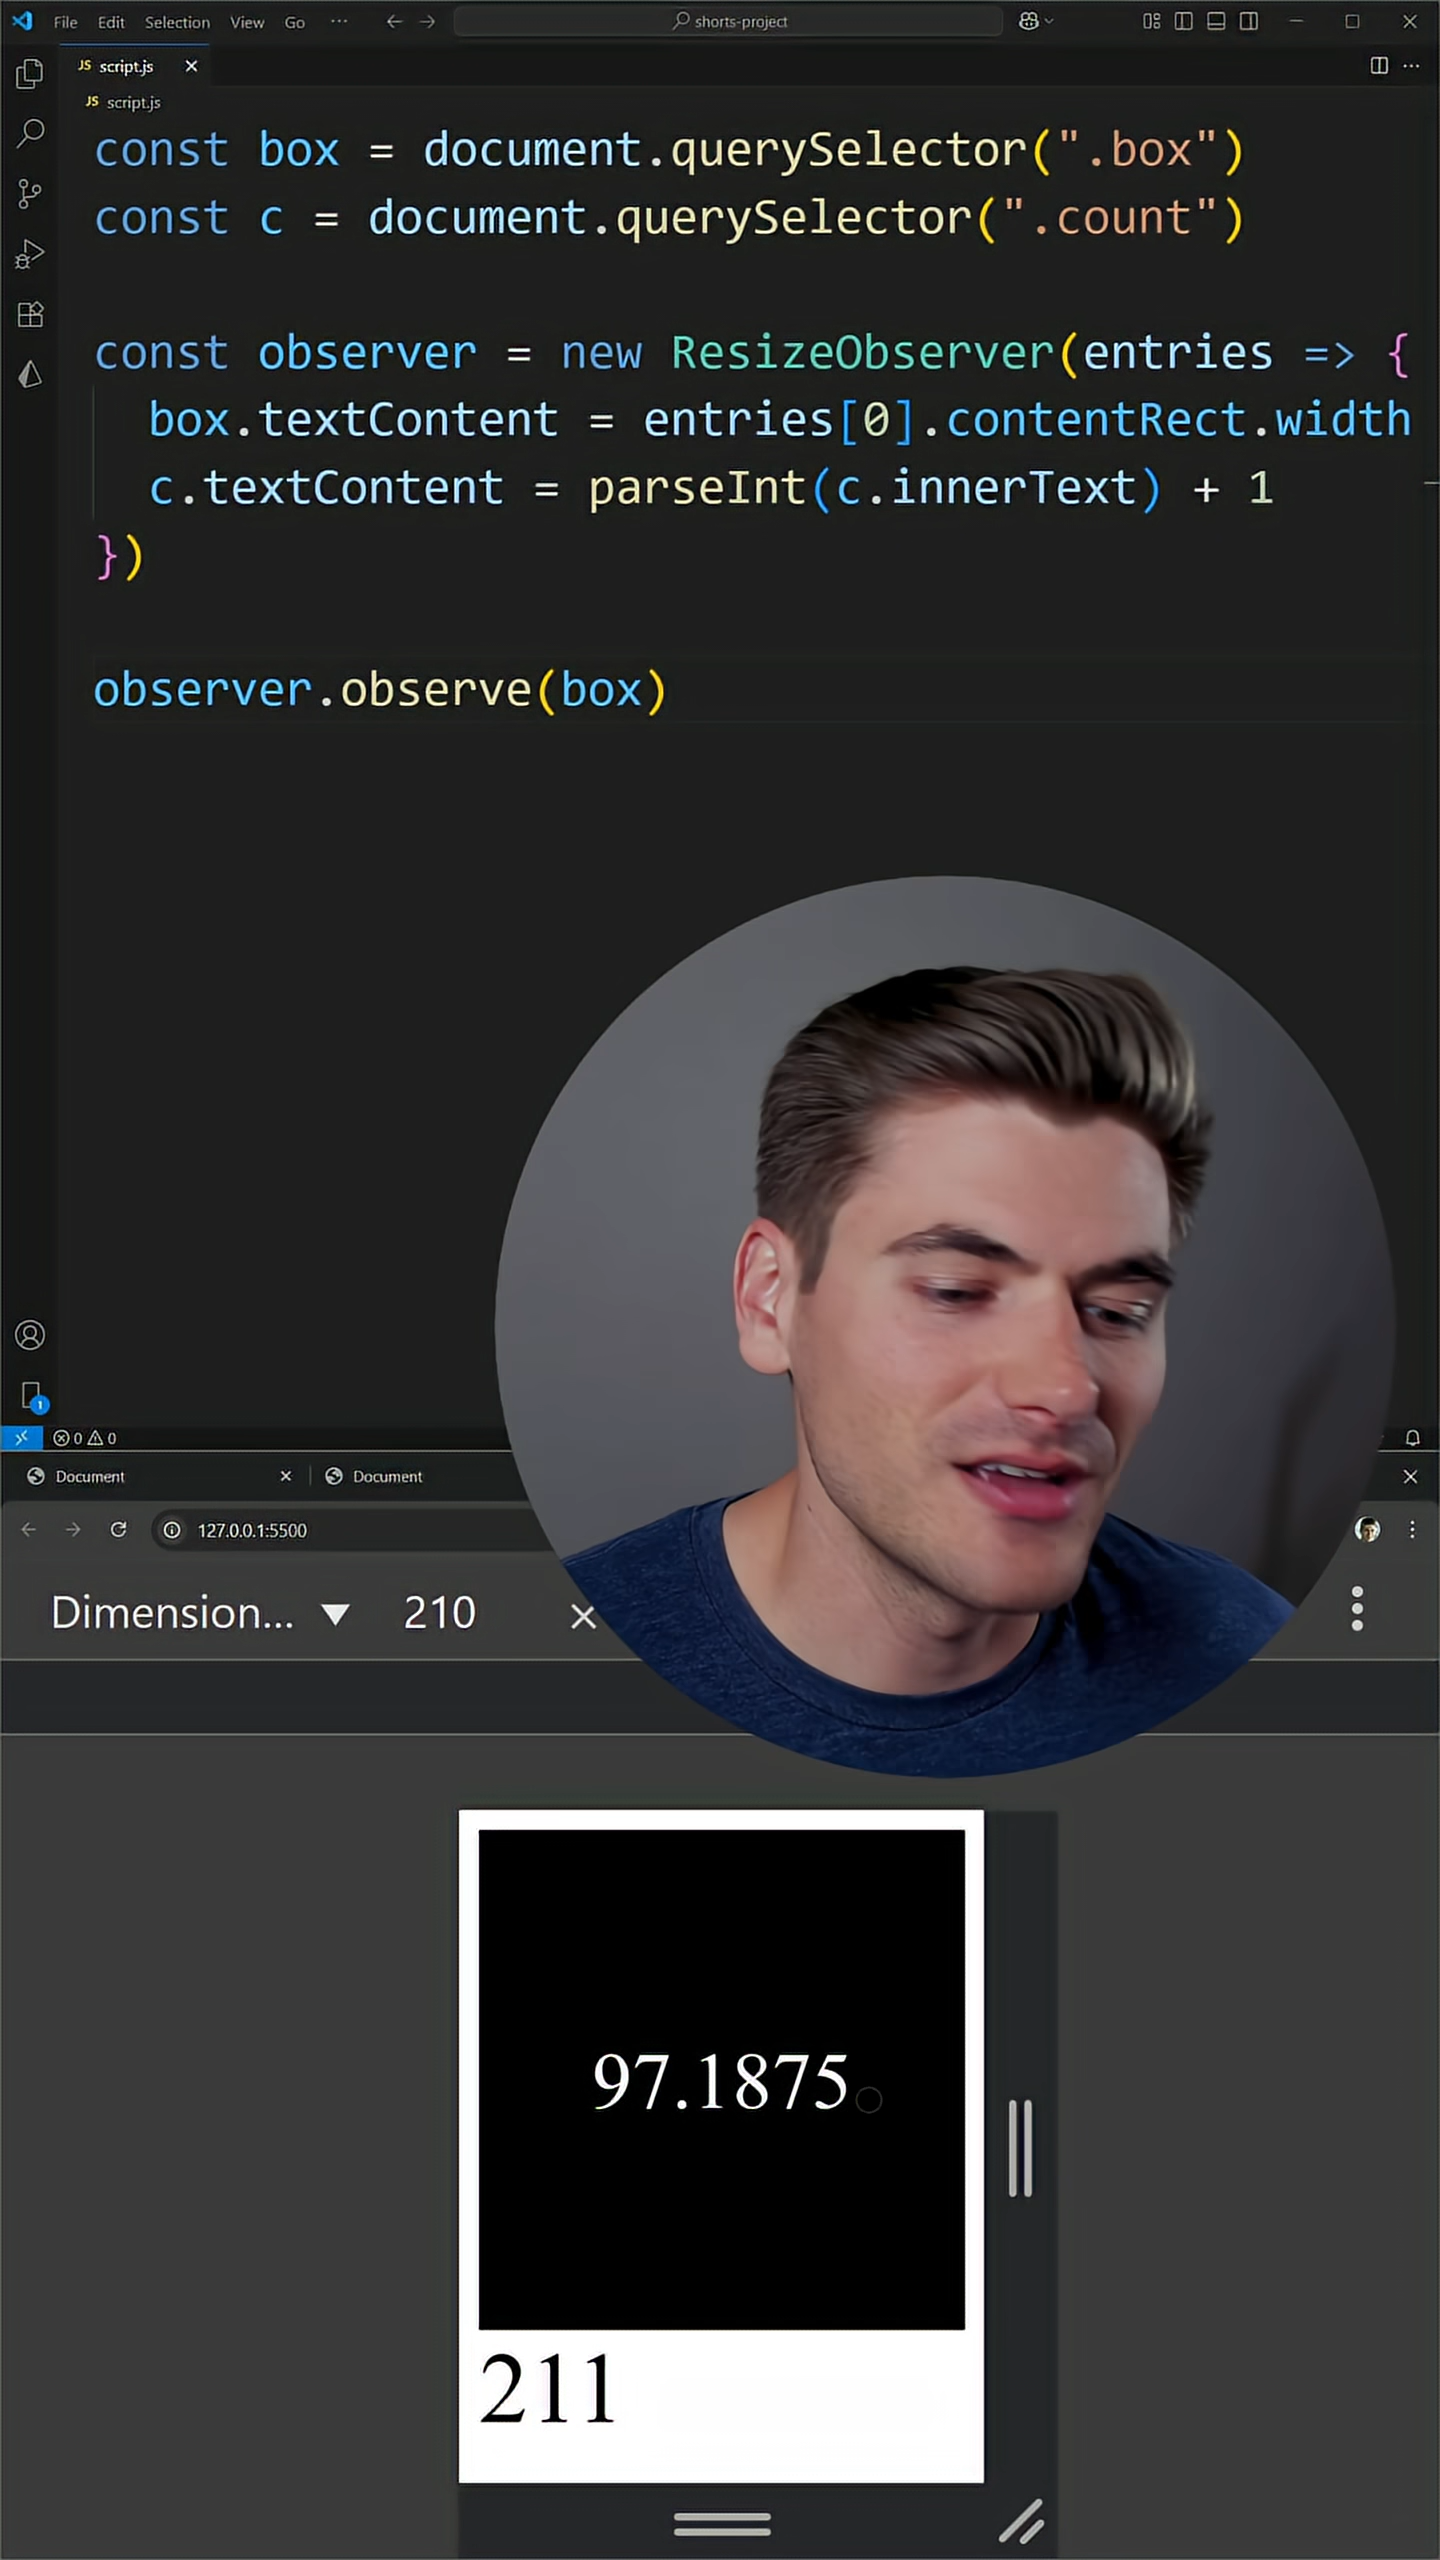 File Edit Selection View Go ··· shorts-project
JS script.js
JS script.js
const box = document.querySelector(".box")
const c = document.querySelector(".count")
const observer = new ResizeObserver(entries => {
box.textContent = entries[0].contentRect.width
c.textContent = parseInt(c.innerText) + 1
})
observer.observe(box)
1
0 0
Document Document
127.0.0.1:5500
Dimension... 210
97.1875
211